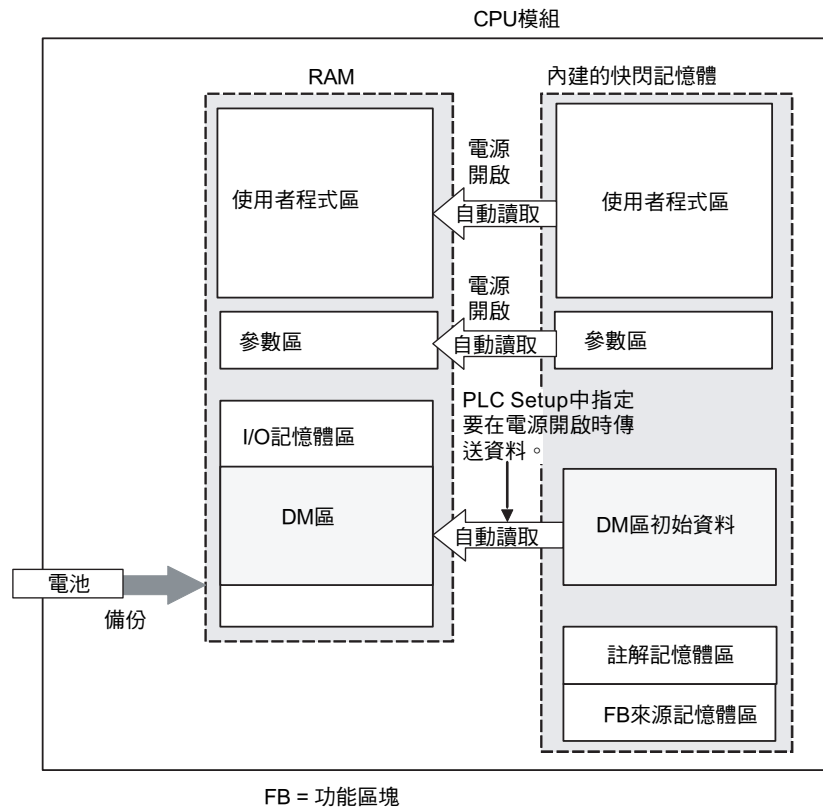 CPU模組
RAM
內建的快閃記憶體
使用者程式區
電源
開啟
自動讀取
使用者程式區
參數區
電源
開啟
自動讀取
參數區
PLC Setup中指定
要在電源開啟時傳
送資料。
I/O記憶體區
DM區
自動讀取
DM區初始資料
電池
備份
註解記憶體區
FB來源記憶體區
FB = 功能區塊